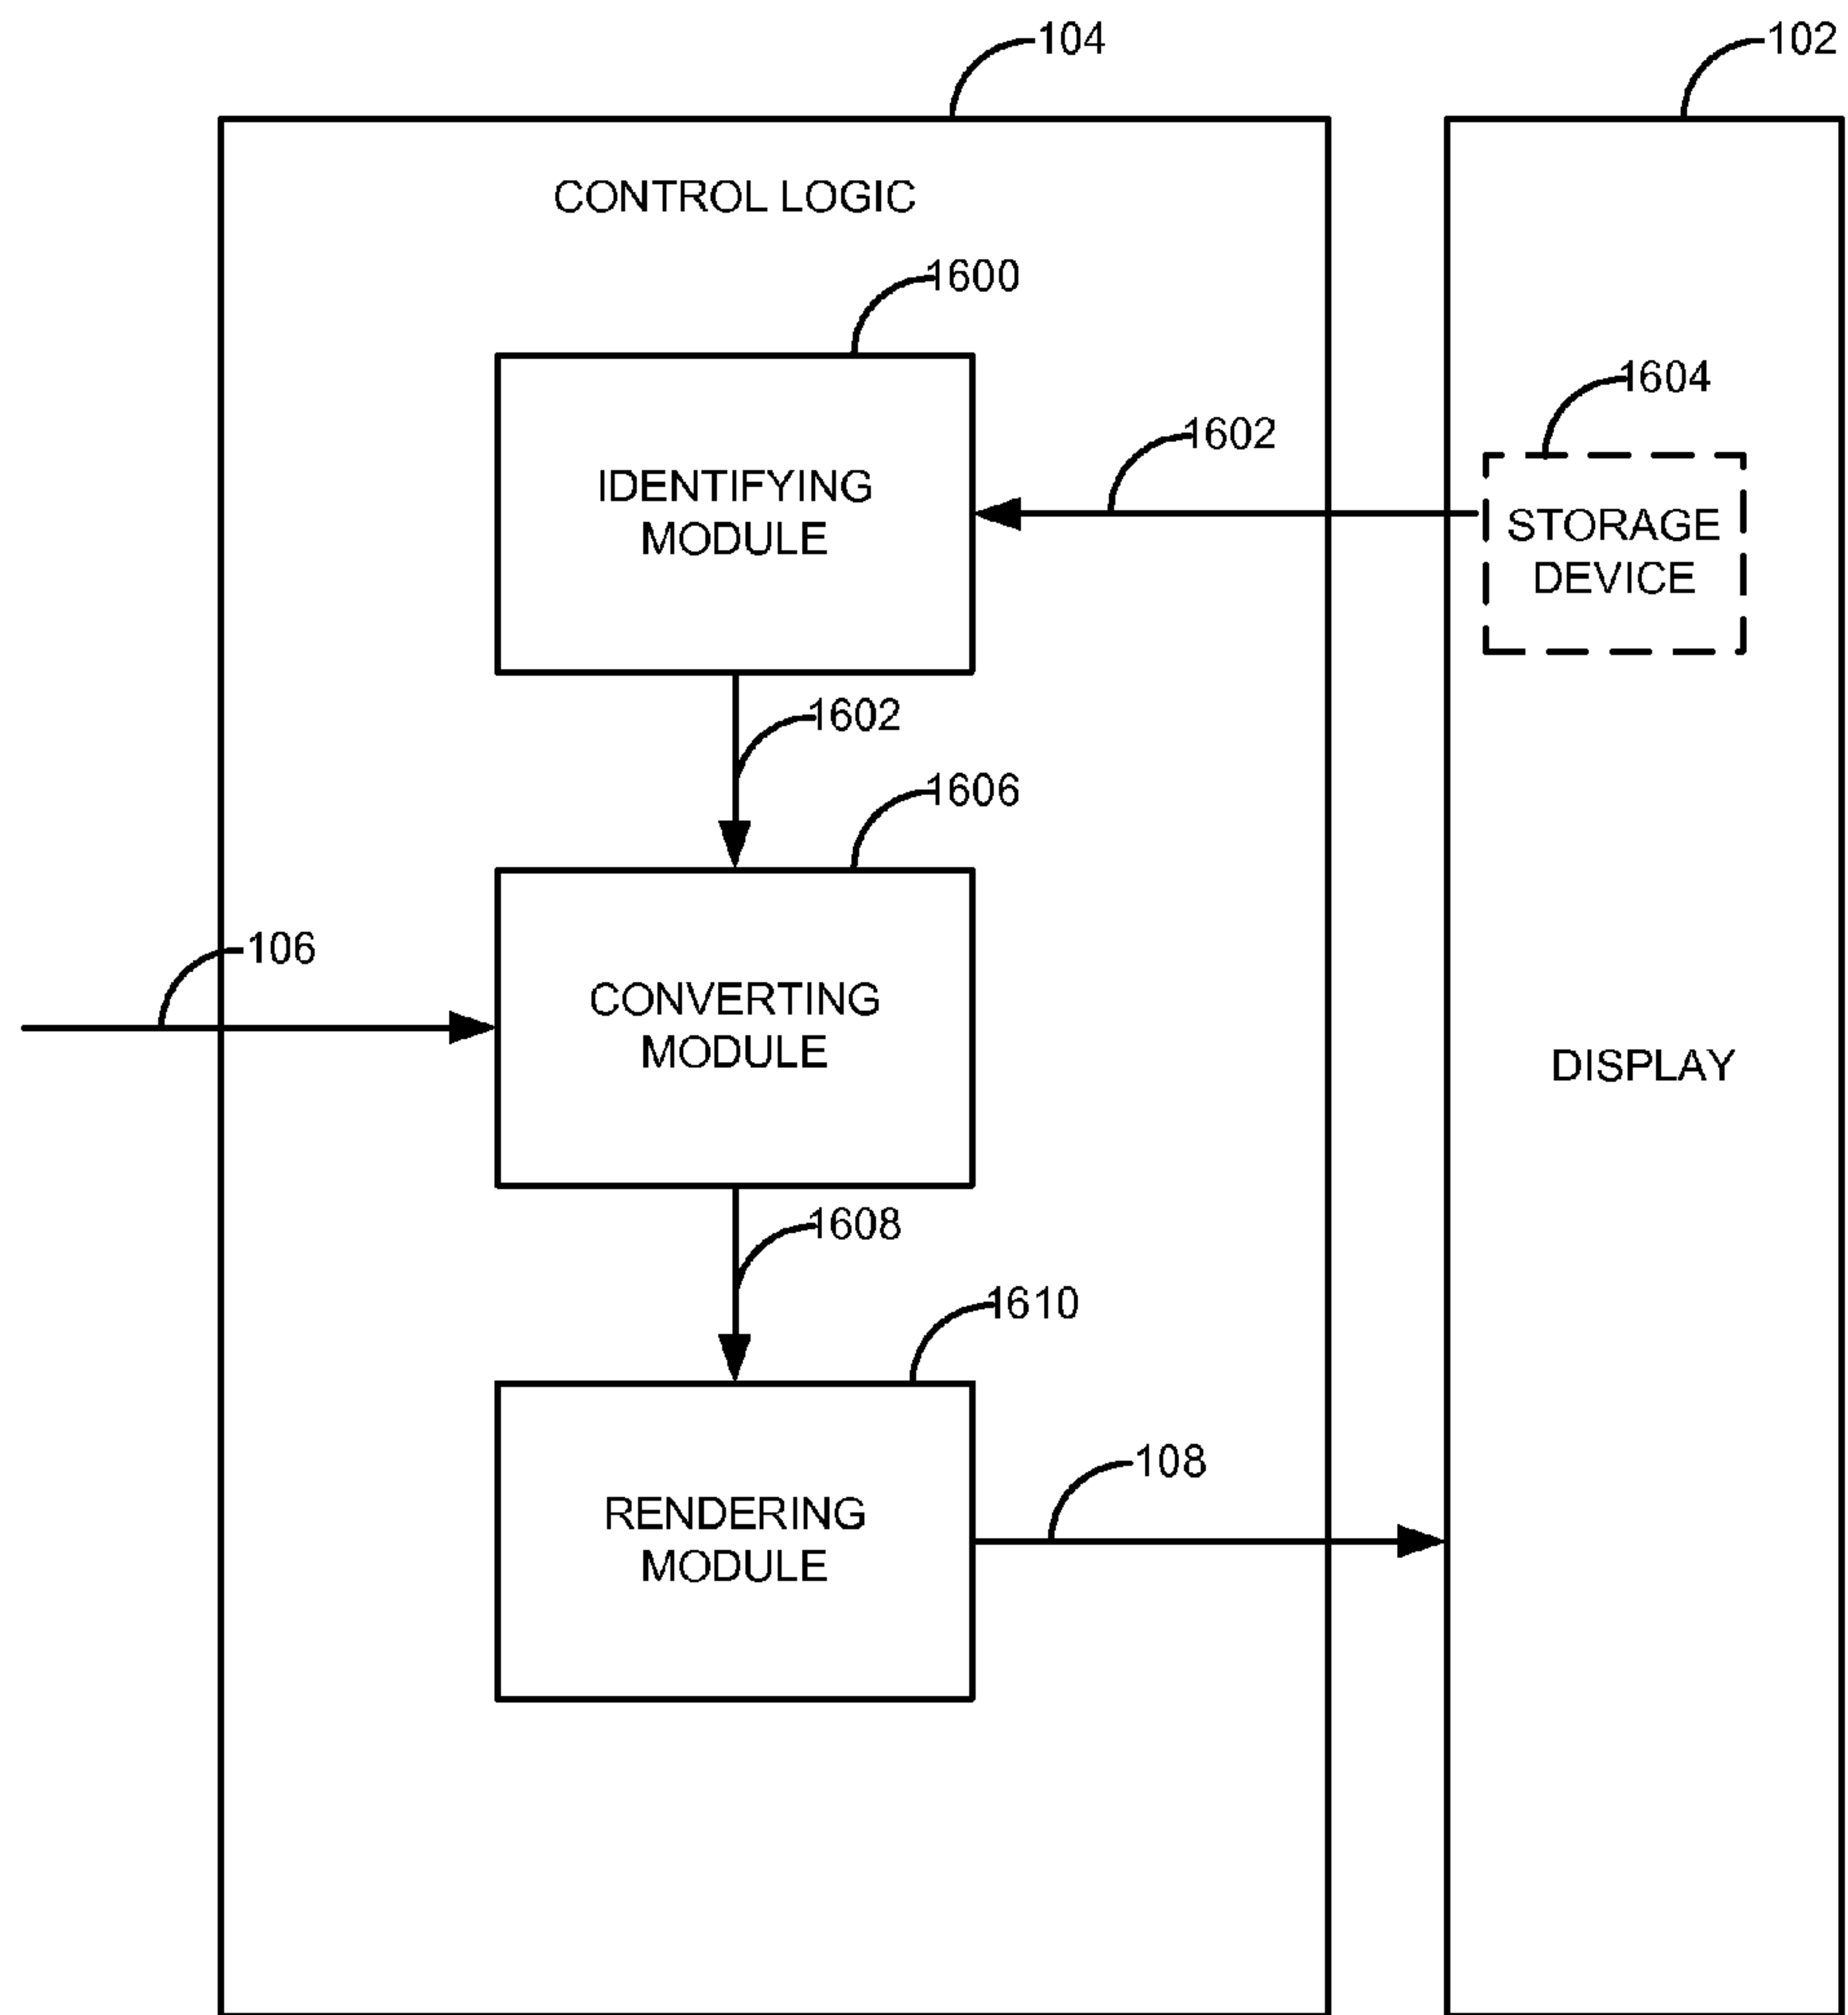 104
102
CONTROL LOGIC
1600
1604
1602
IDENTIFYING
MODULE
STORAGE
DEVICE
1602
1606
106
CONVERTING
MODULE
DISPLAY
1608
1610
108
RENDERING
MODULE